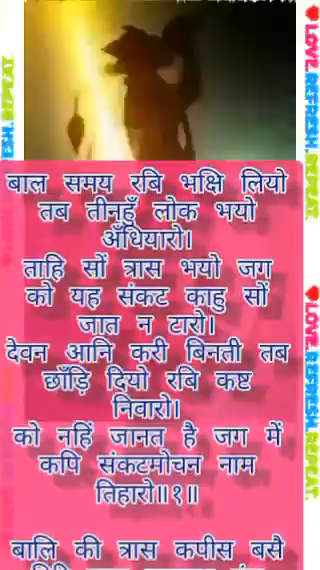 LOVE. REFRESH. REPEAT.
बाल समय रबि भक्षि लियो
तब तीनहुँ लोक भयो
अँधियारो।
ताहि सों त्रास भयो जग
को यह संकट काहु सों
जात न टारो।
देवन आनि करी बिनती तब
छाँड़ि दियो रबि कष्ट
निवारो।
को नहिं जानत है जग में
कपि संकटमोचन नाम
तिहारो॥१॥
बालि की त्रास कपीस बसै
LOVE. REFRESH. REPEAT.